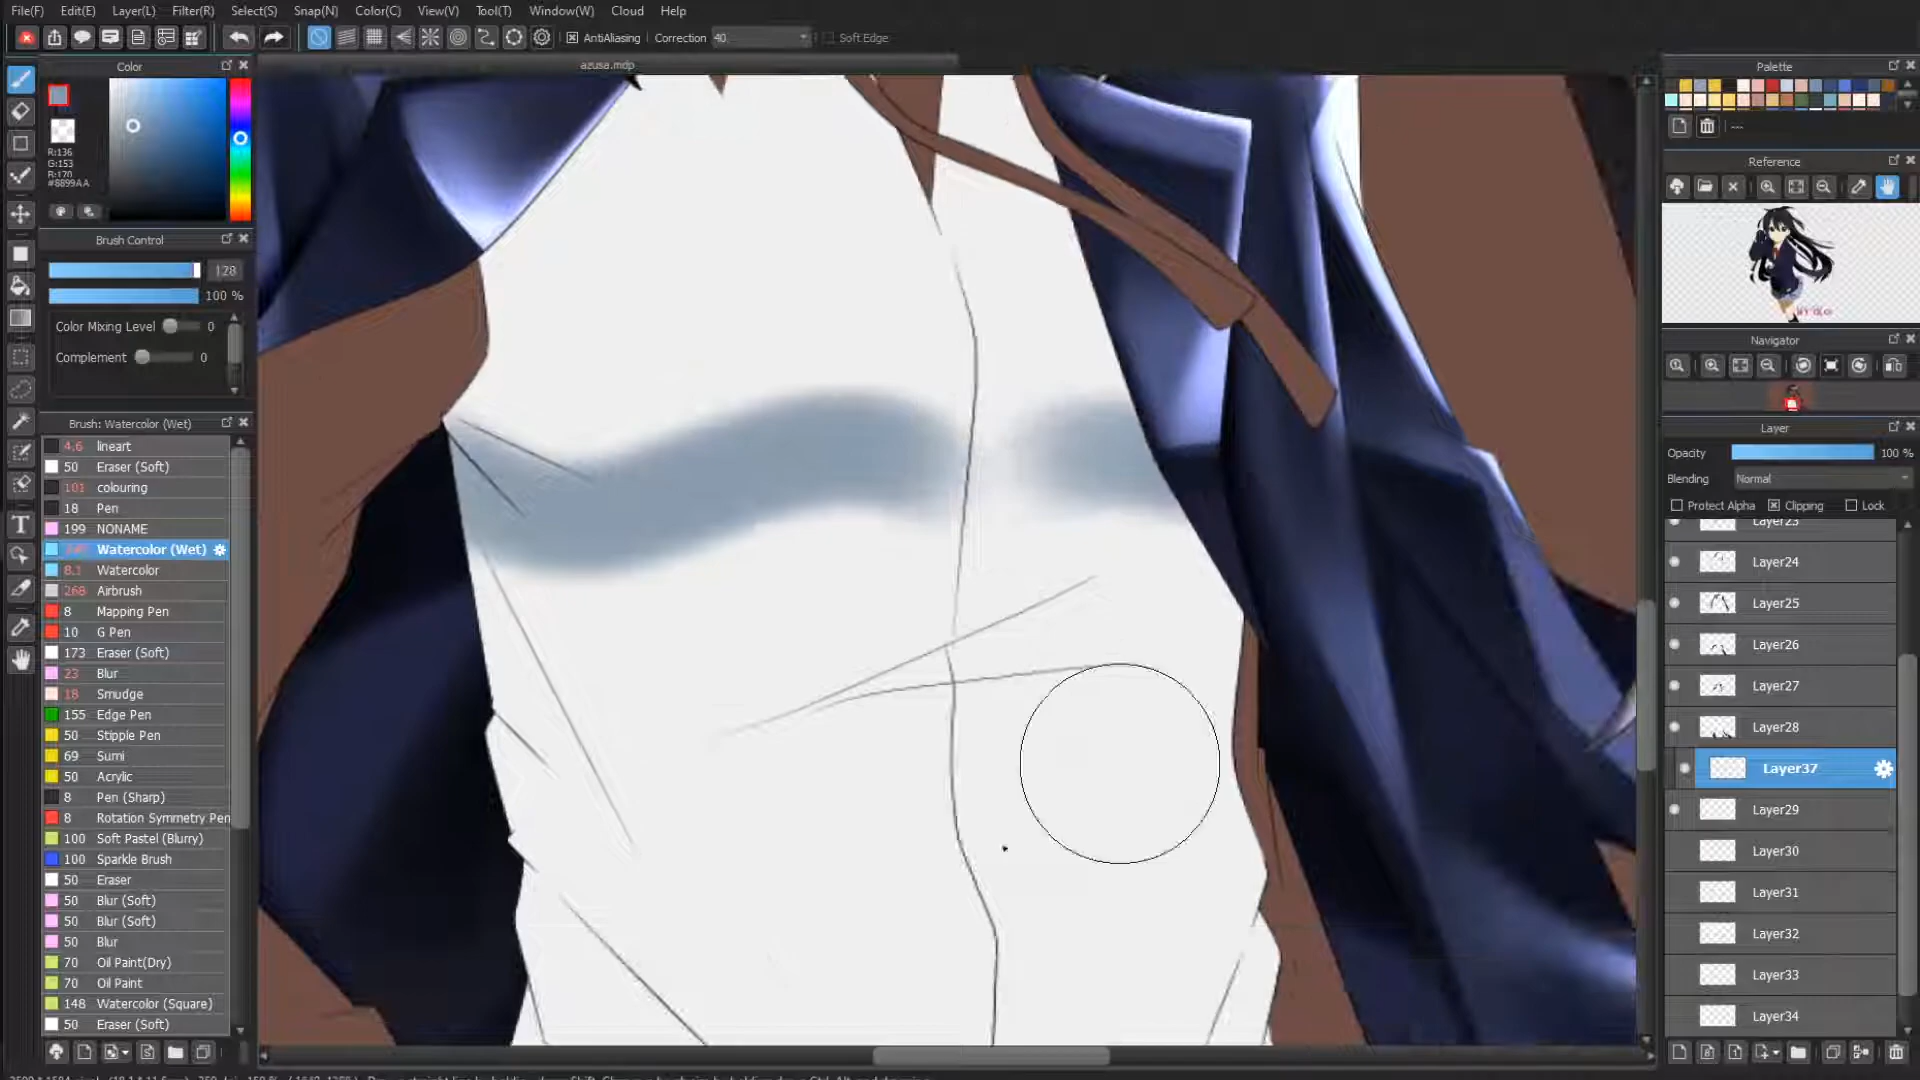 File(F) Edit(E) Layer(L) Filter(R) Select(S) Snap(N) Color(C) View(V) Tool(T) Window(W) Cloud Help
AntiAliasing Correction 40 Soft Edge
azusa.mdp
Color
R:136
G:153
B:170
#8899AA
Brush Control
128
100 %
Color Mixing Level 0
Complement 0
Brush: Watercolor (Wet)
4.6 lineart
50 Eraser (Soft)
101 colouring
18 Pen
199 NONAME
Watercolor (Wet)
8.1 Watercolor
268 Airbrush
8 Mapping Pen
10 G Pen
173 Eraser (Soft)
23 Blur
18 Smudge
155 Edge Pen
50 Stipple Pen
69 Sumi
50 Acrylic
8 Pen (Sharp)
8 Rotation Symmetry Pen
100 Soft Pastel (Blurry)
100 Sparkle Brush
50 Eraser
50 Blur (Soft)
50 Blur (Soft)
50 Blur
70 Oil Paint(Dry)
70 Oil Paint
148 Watercolor (Square)
50 Eraser (Soft)
Palette
---
Reference
Navigator
Layer
Opacity 100 %
Blending Normal
Protect Alpha Clipping Lock
Layer23
Layer24
Layer25
Layer26
Layer27
Layer28
Layer37
Layer29
Layer30
Layer31
Layer32
Layer33
Layer34